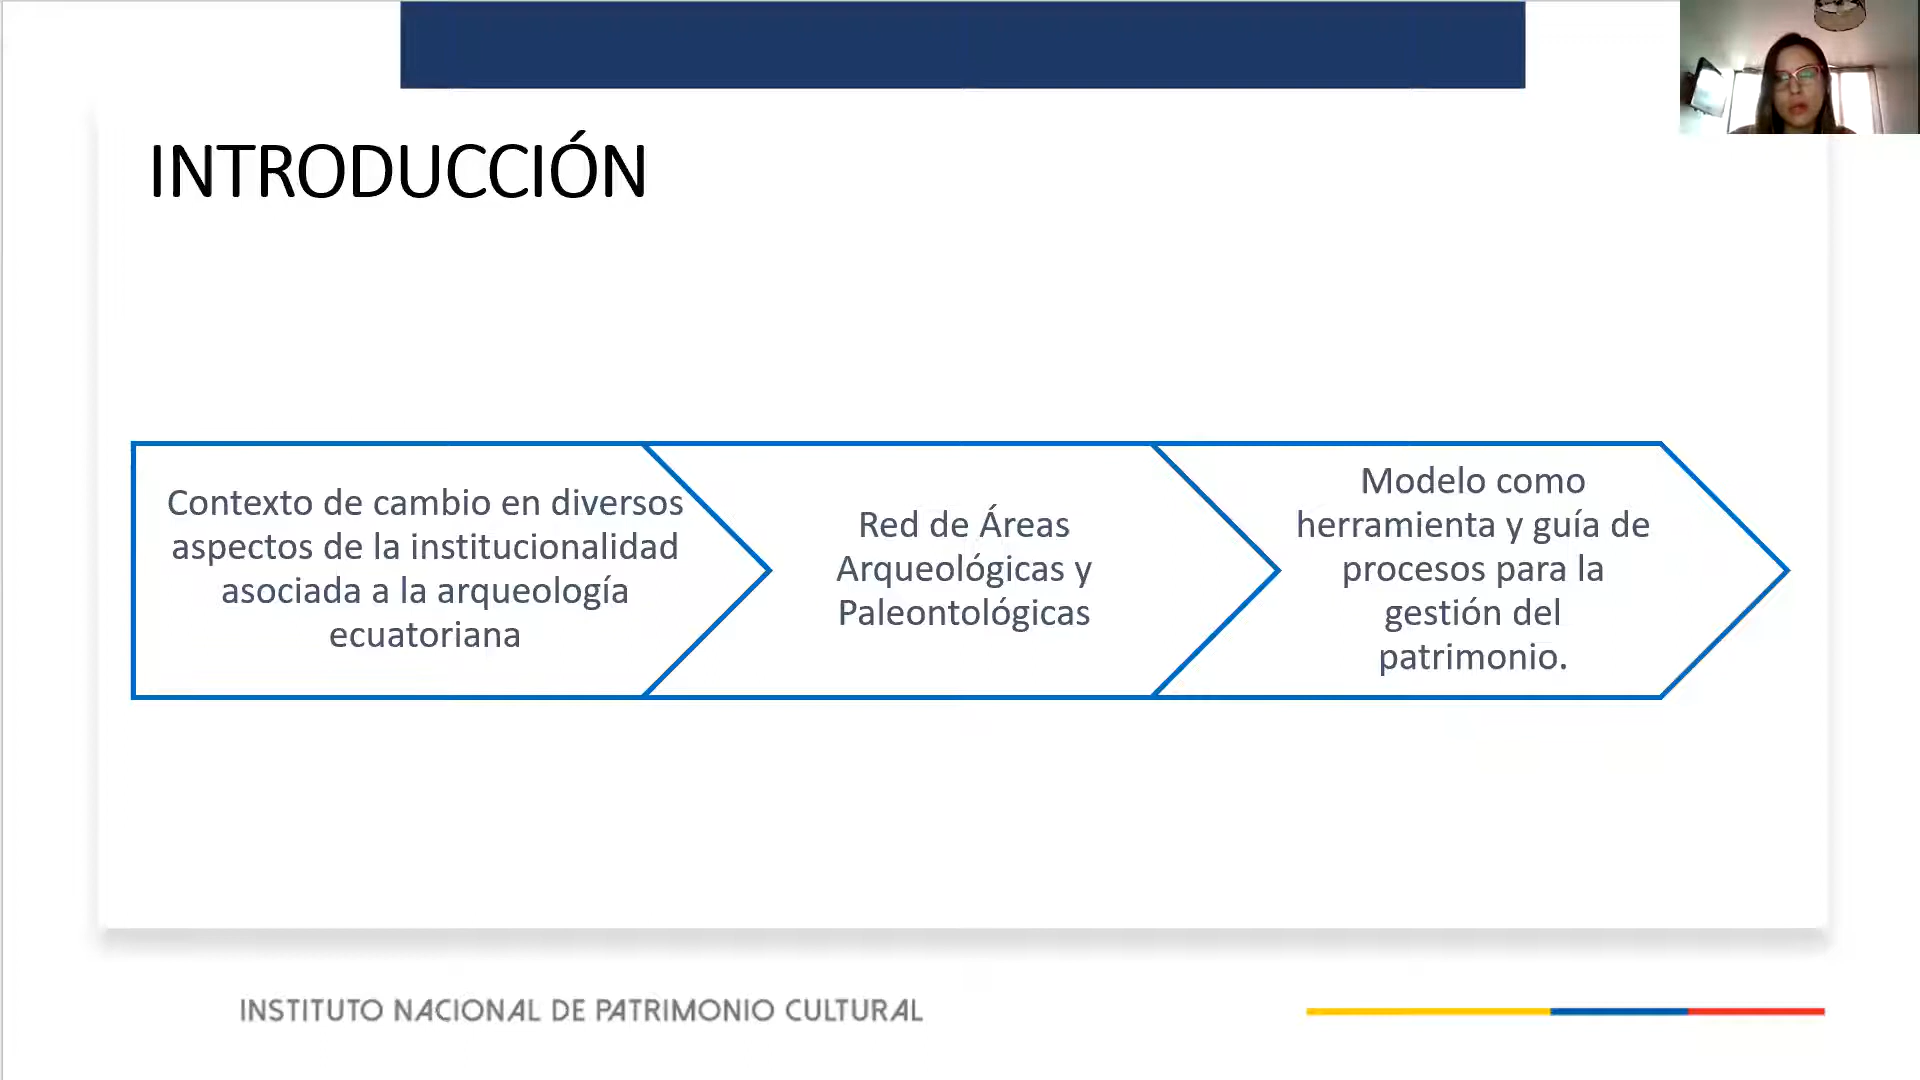 INTRODUCCIÓN
Contexto de cambio en diversos
aspectos de la institucionalidad
asociada a la arqueología
ecuatoriana
Red de Áreas
Arqueológicas y
Paleontológicas
Modelo como
herramienta y guía de
procesos para la
gestión del
patrimonio.
INSTITUTO NACIONAL DE PATRIMONIO CULTURAL